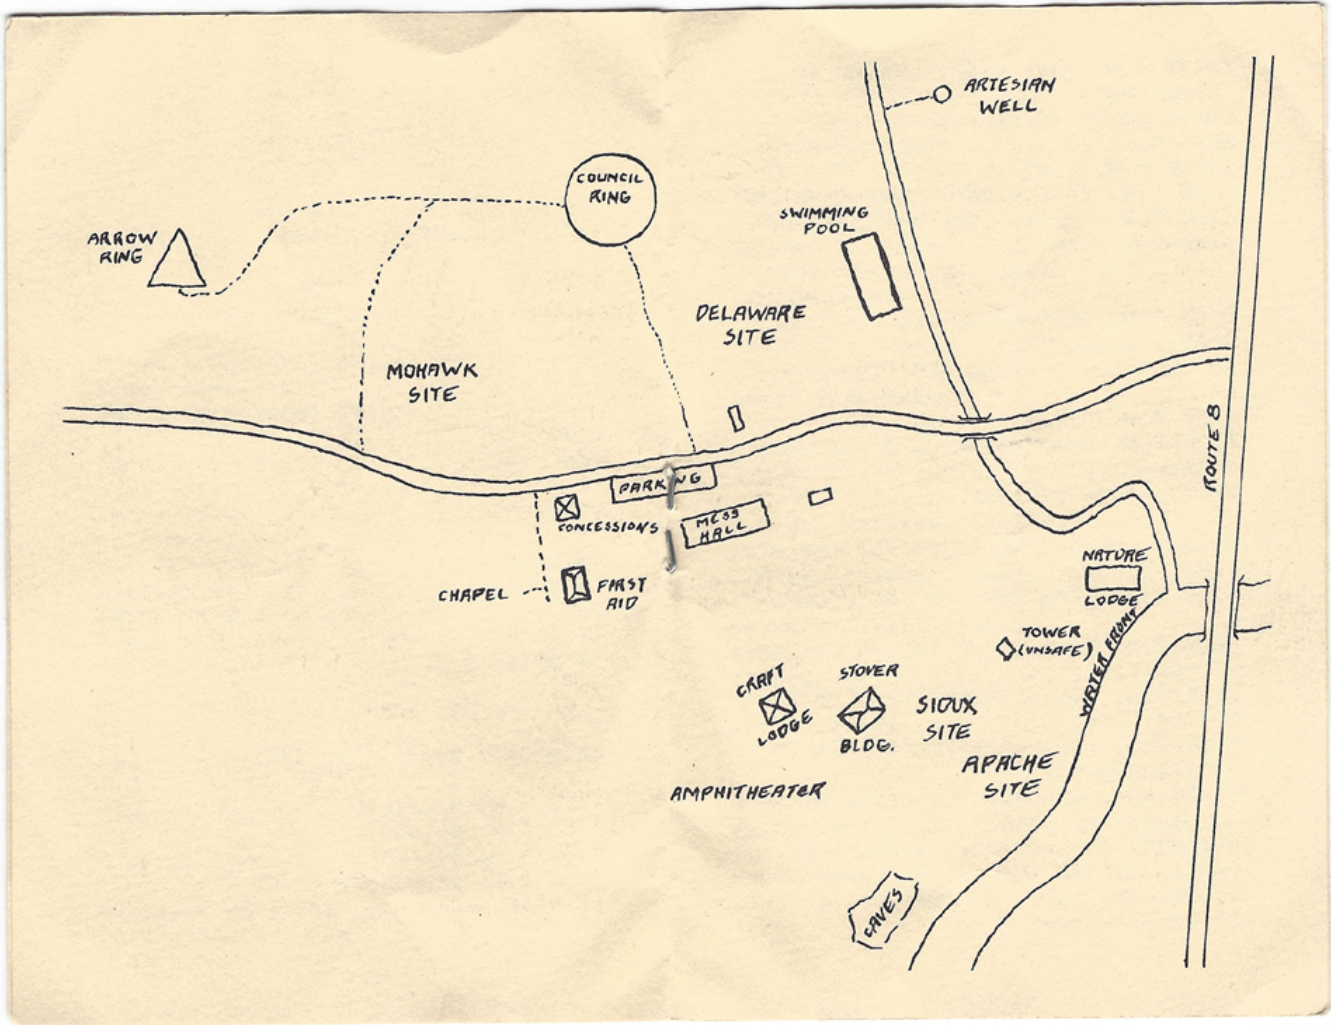 ARTESIAN
WELL
COUNCIL
RING
SWIMMING
POOL
ARROW
RING
DELAWARE
SITE
MOHAWK
SITE
ROUTE 8
PARKING
CONCESSIONS
MESS
HALL
NATURE
LODGE
CHAPEL
FIRST
AID
TOWER
(UNSAFE)
WATER FRONT
CRAFT
LODGE
STOVER
BLDG.
SIOUX
SITE
APACHE
SITE
AMPHITHEATER
CAVES